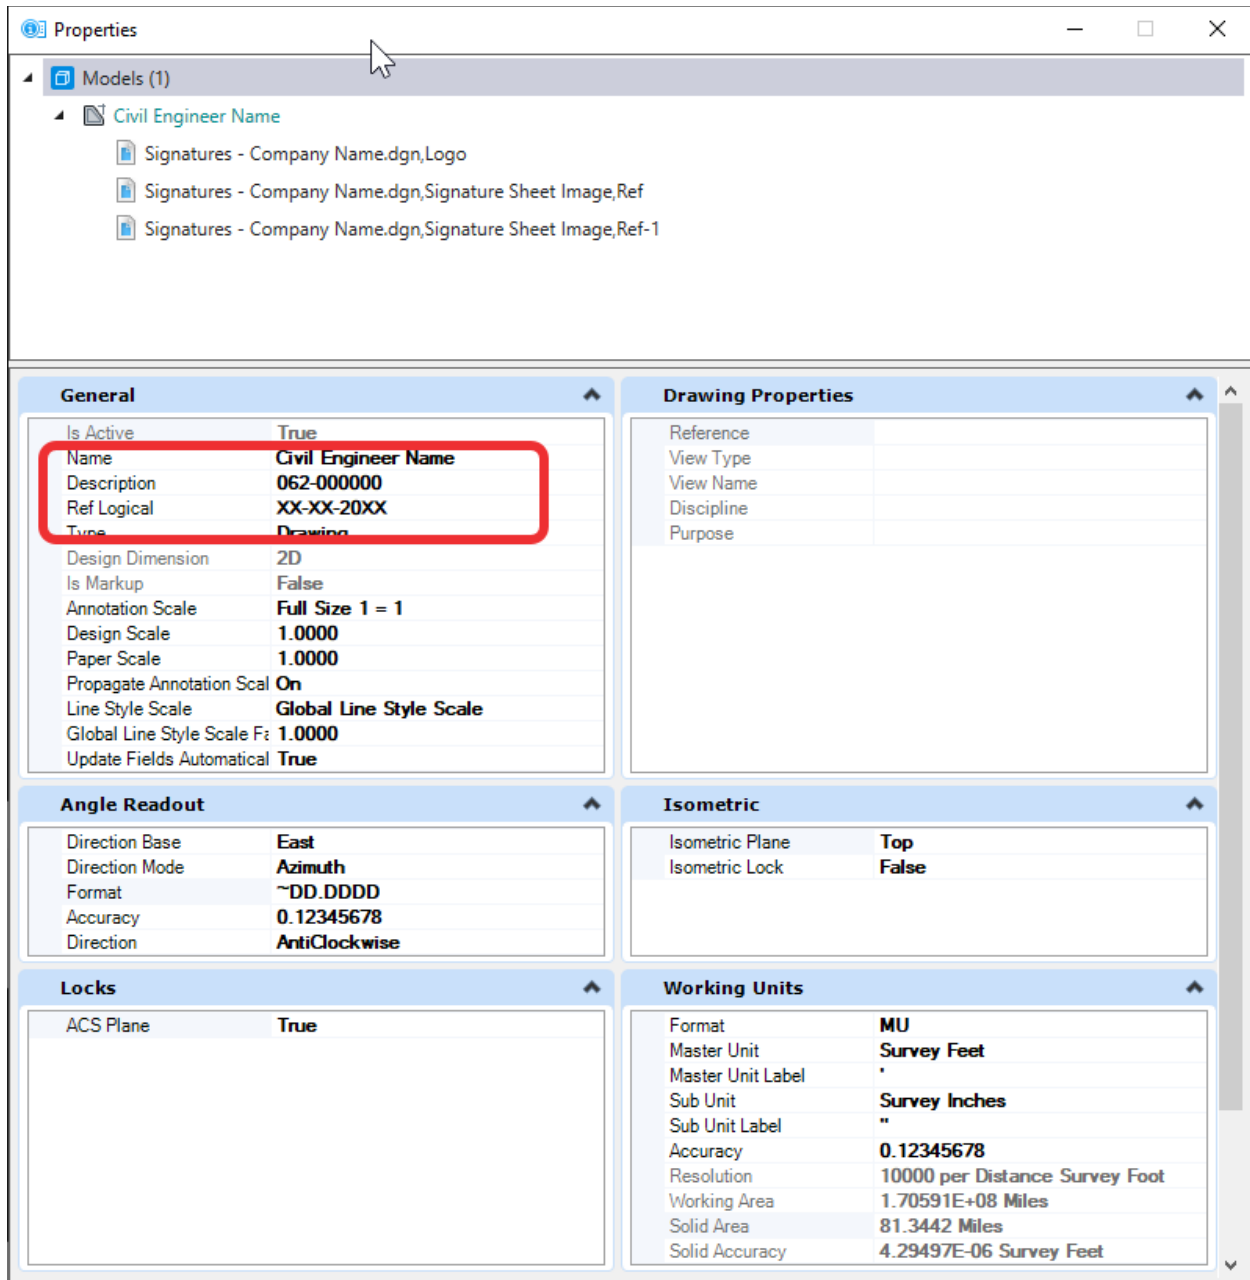 Properties
Models (1)
Civil Engineer Name
Signatures - Company Name.dgn,Logo
Signatures - Company Name.dgn,Signature Sheet Image,Ref
Signatures - Company Name.dgn,Signature Sheet Image,Ref-1
General
Is Active True
Name Civil Engineer Name
Description 062-000000
Ref Logical XX-XX-20XX
Type Drawing
Design Dimension 2D
Is Markup False
Annotation Scale Full Size 1 = 1
Design Scale 1.0000
Paper Scale 1.0000
Propagate Annotation Scal On
Line Style Scale Global Line Style Scale
Global Line Style Scale Fa 1.0000
Update Fields Automatical True
Drawing Properties
Reference
View Type
View Name
Discipline
Purpose
Angle Readout
Direction Base East
Direction Mode Azimuth
Format ~DD.DDDD
Accuracy 0.12345678
Direction AntiClockwise
Isometric
Isometric Plane Top
Isometric Lock False
Locks
ACS Plane True
Working Units
Format MU
Master Unit Survey Feet
Master Unit Label '
Sub Unit Survey Inches
Sub Unit Label "
Accuracy 0.12345678
Resolution 10000 per Distance Survey Foot
Working Area 1.70591E+08 Miles
Solid Area 81.3442 Miles
Solid Accuracy 4.29497E-06 Survey Feet